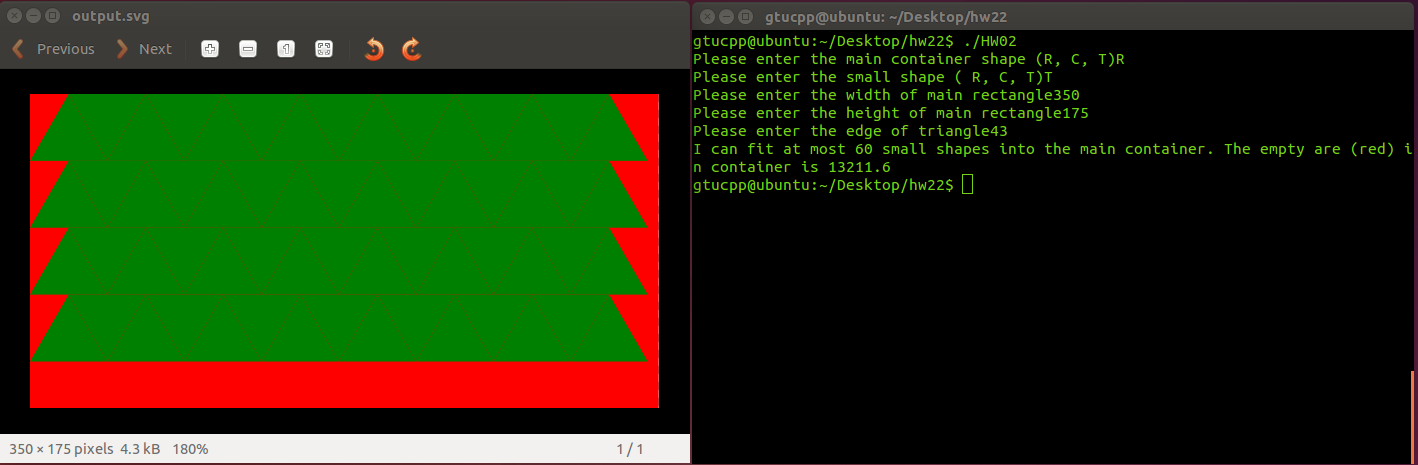 output.svg
Previous
Next
1
350 × 175 pixels 4.3 kB 180%
1 / 1
gtucpp@ubuntu: ~/Desktop/hw22
gtucpp@ubuntu:~/Desktop/hw22$ ./HW02
Please enter the main container shape (R, C, T)R
Please enter the small shape ( R, C, T)T
Please enter the width of main rectangle350
Please enter the height of main rectangle175
Please enter the edge of triangle43
I can fit at most 60 small shapes into the main container. The empty are (red) i
n container is 13211.6
gtucpp@ubuntu:~/Desktop/hw22$